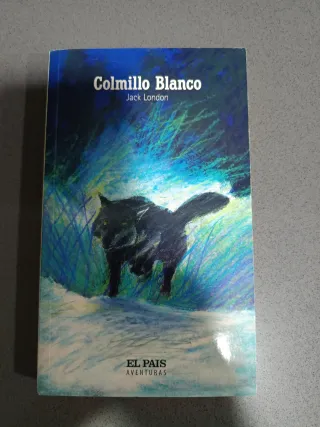 Colmillo Blanco
Jack London
EL PAIS
AVENTURAS